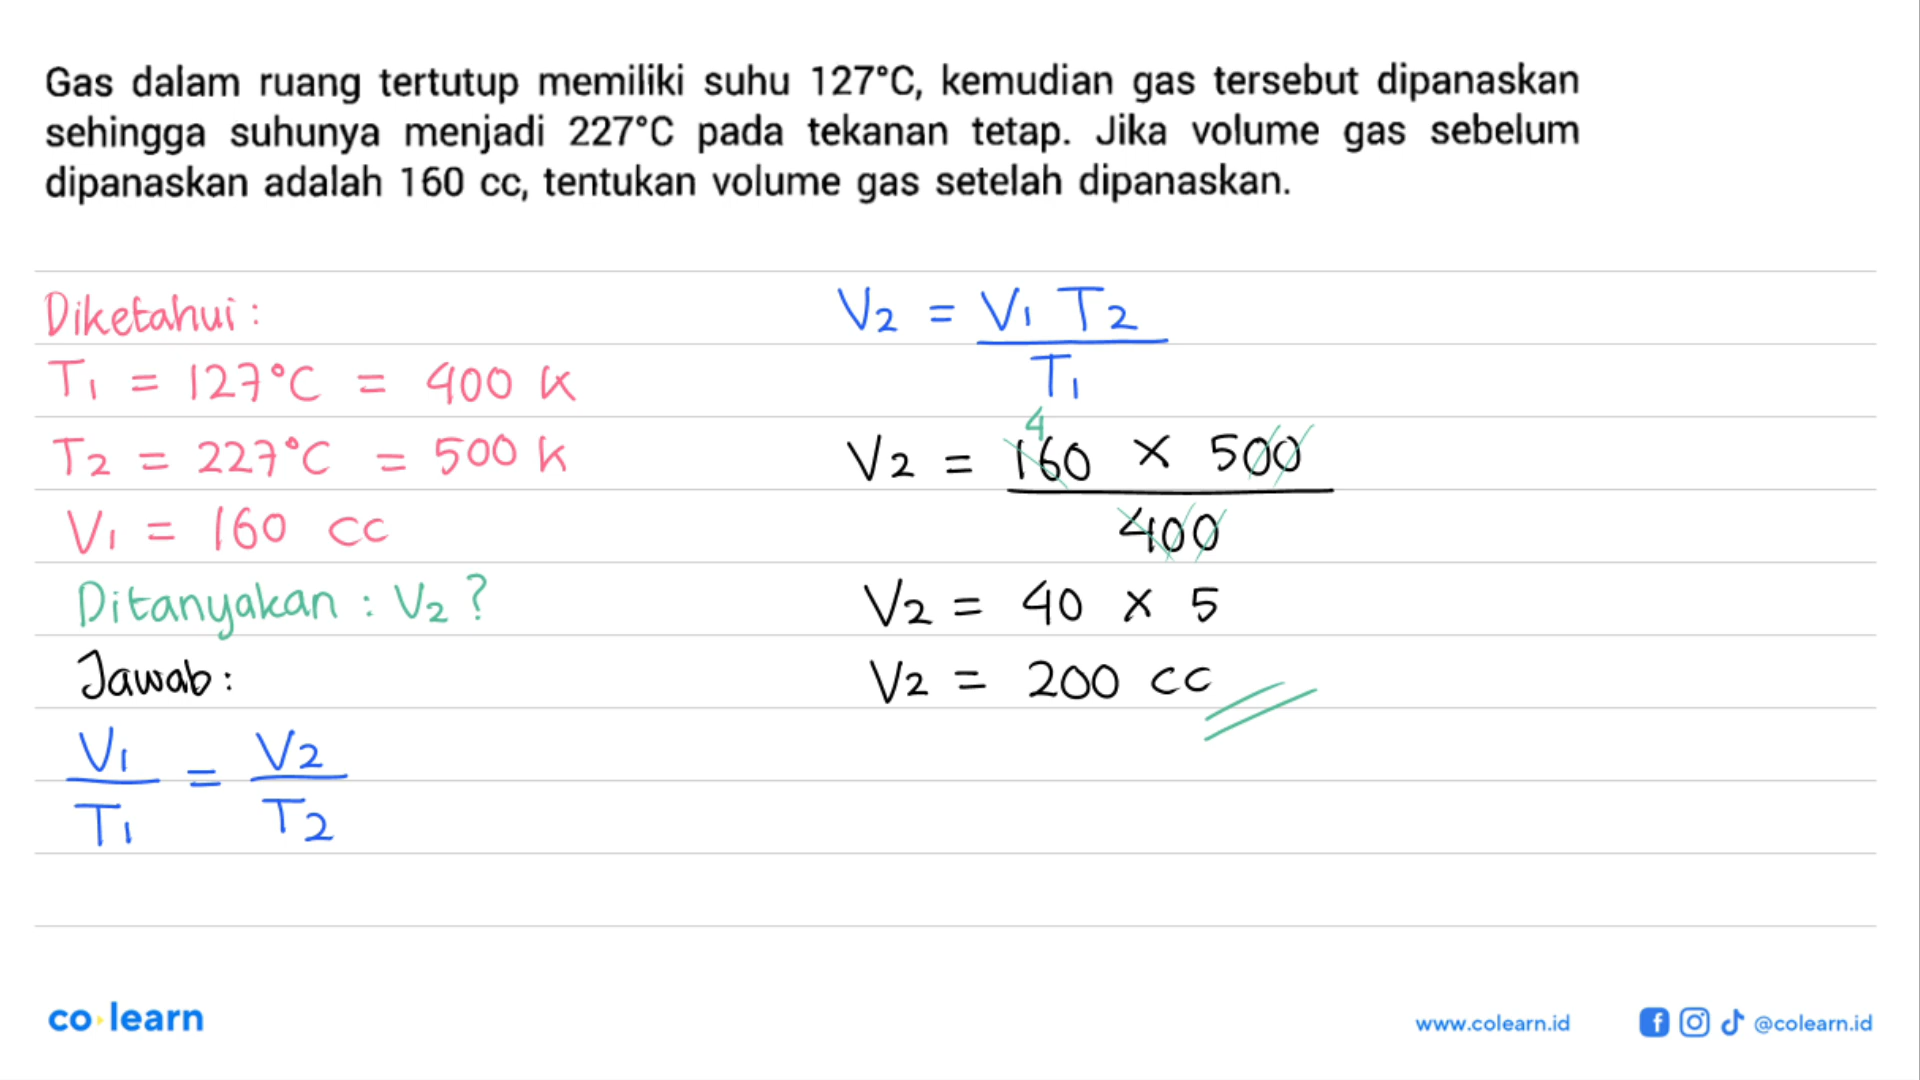 Gas dalam ruang tertutup memiliki suhu 127°C, kemudian gas tersebut dipanaskan
sehingga suhunya menjadi 227°C pada tekanan tetap. Jika volume gas sebelum
dipanaskan adalah 160 cc, tentukan volume gas setelah dipanaskan.
Diketahui:
T1 = 127°C = 400 K
T2 = 227°C = 500 K
V1 = 160 cc
Ditanyakan : V2 ?
Jawab:
V1 = V2
T1 T2
V2 = V1 T2
T1
4
V2 = 160 × 500
400
V2 = 40 × 5
V2 = 200 cc
co learn
www.colearn.id
@colearn.id